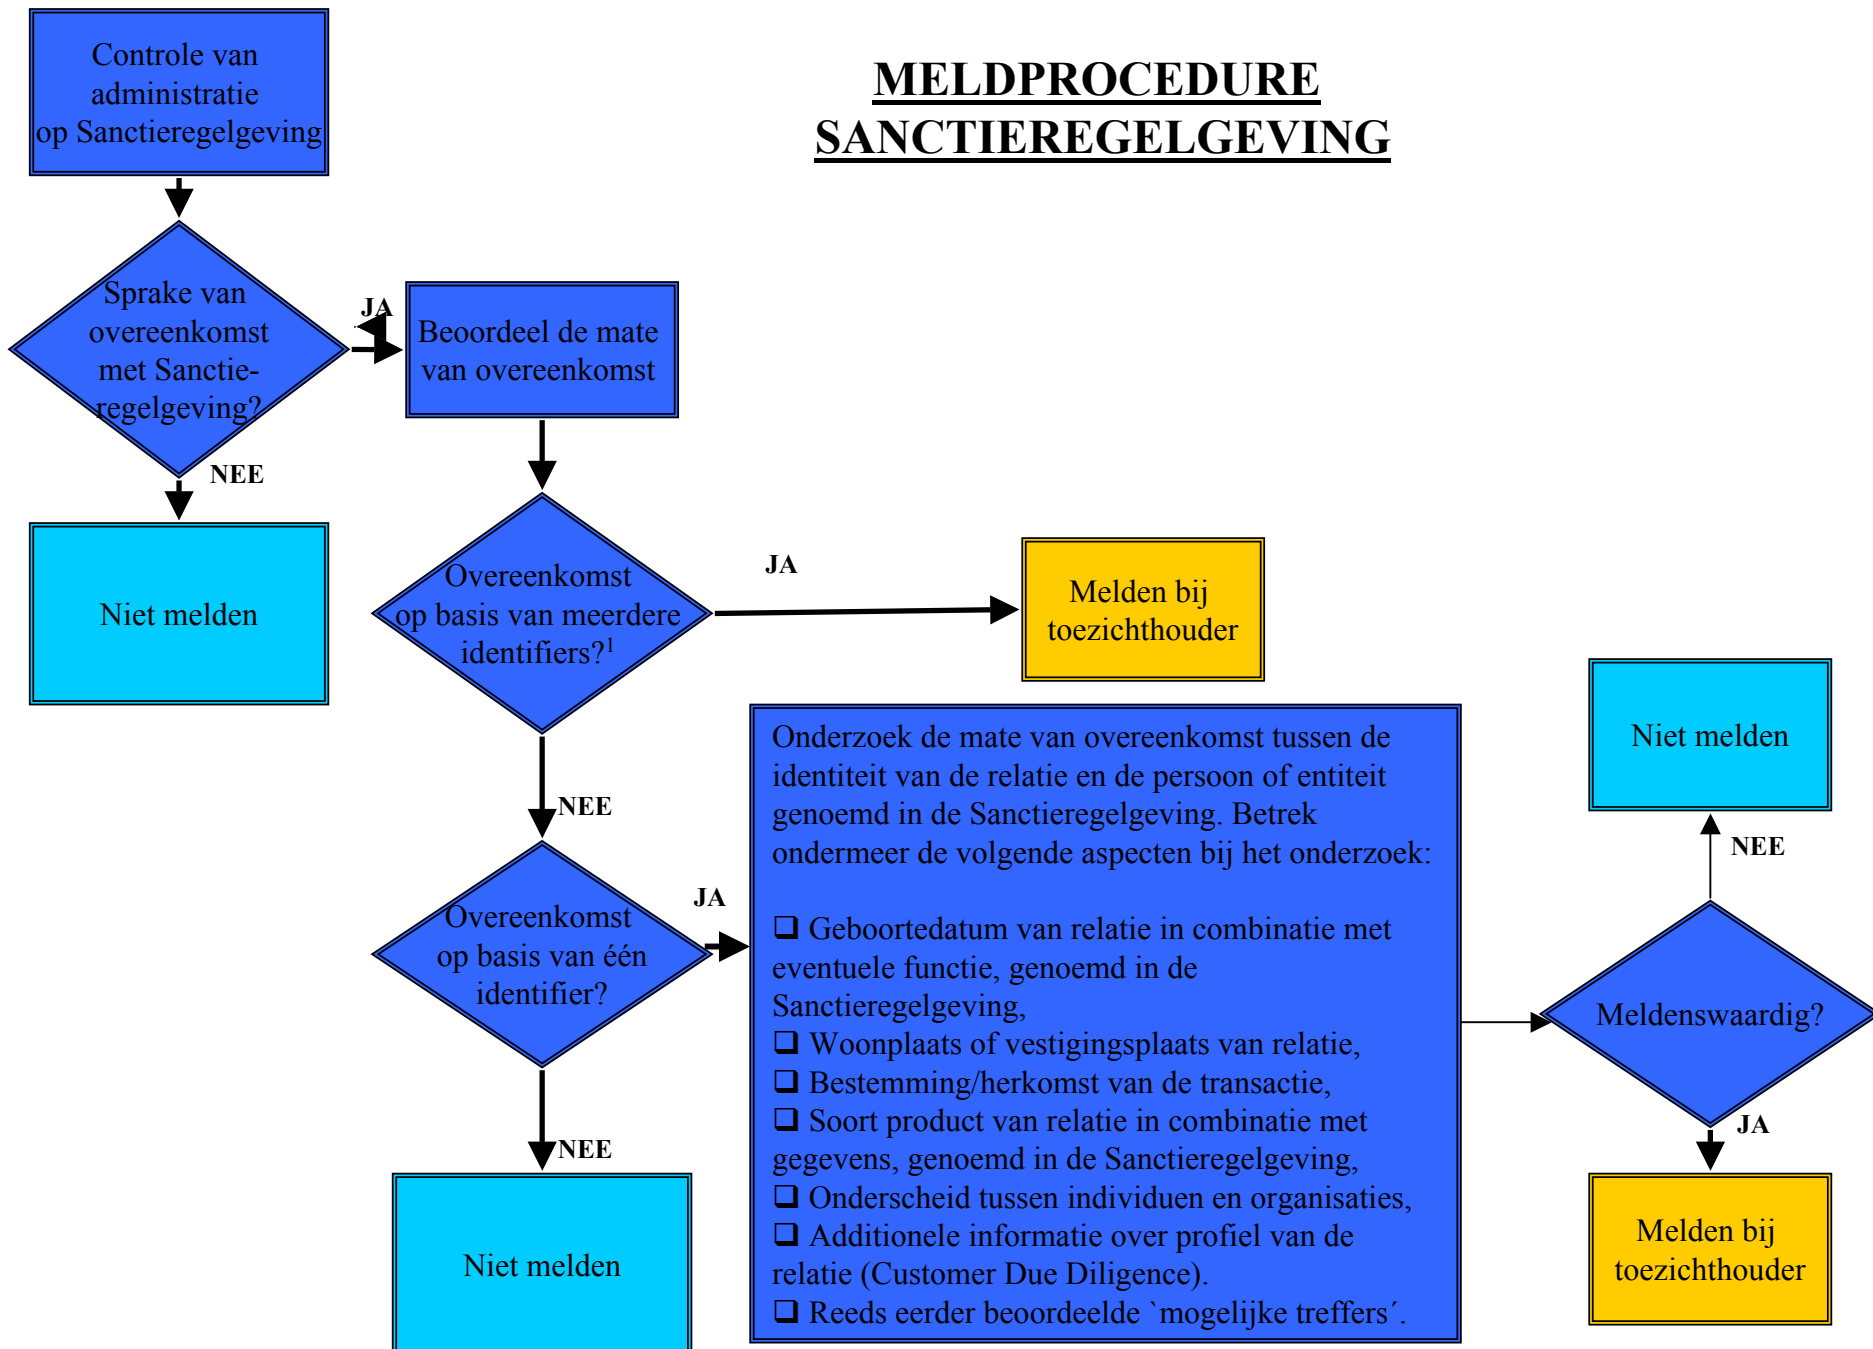 MELDPROCEDURE
SANCTIEREGELGEVING
Controle van
administratie
op Sanctieregelgeving
Sprake van
overeenkomst
met Sanctie-
regelgeving?
JA
NEE
Niet melden
Beoordeel de mate
van overeenkomst
Overeenkomst
op basis van meerdere
identifiers?¹
JA
Melden bij
toezichthouder
NEE
Overeenkomst
op basis van één
identifier?
JA
NEE
Niet melden
Onderzoek de mate van overeenkomst tussen de
identiteit van de relatie en de persoon of entiteit
genoemd in de Sanctieregelgeving. Betrek
ondermeer de volgende aspecten bij het onderzoek:
❑ Geboortedatum van relatie in combinatie met
eventuele functie, genoemd in de
Sanctieregelgeving,
❑ Woonplaats of vestigingsplaats van relatie,
❑ Bestemming/herkomst van de transactie,
❑ Soort product van relatie in combinatie met
gegevens, genoemd in de Sanctieregelgeving,
❑ Onderscheid tussen individuen en organisaties,
❑ Additionele informatie over profiel van de
relatie (Customer Due Diligence).
❑ Reeds eerder beoordeelde `mogelijke treffers´.
Niet melden
NEE
Meldenswaardig?
JA
Melden bij
toezichthouder